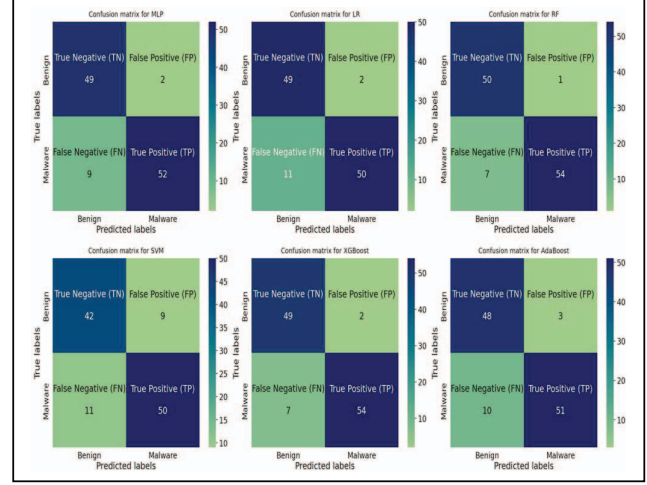 Confusion matrix for MLP
True labels
Benign
Malware
True Negative (TN)
49
False Positive (FP)
2
False Negative (FN)
9
True Positive (TP)
52
Benign
Malware
Predicted labels
50
40
30
20
10
Confusion matrix for LR
True labels
Benign
Malware
True Negative (TN)
49
False Positive (FP)
2
False Negative (FN)
11
True Positive (TP)
50
Benign
Malware
Predicted labels
50
40
30
20
10
Confusion matrix for RF
True labels
Benign
Malware
True Negative (TN)
50
False Positive (FP)
1
False Negative (FN)
7
True Positive (TP)
54
Benign
Malware
Predicted labels
50
40
30
20
10
Confusion matrix for SVM
True labels
Benign
Malware
True Negative (TN)
42
False Positive (FP)
9
False Negative (FN)
11
True Positive (TP)
50
Benign
Malware
Predicted labels
50
45
40
35
30
25
20
15
10
Confusion matrix for XGBoost
True labels
Benign
Malware
True Negative (TN)
49
False Positive (FP)
2
False Negative (FN)
7
True Positive (TP)
54
Benign
Malware
Predicted labels
50
40
30
20
10
Confusion matrix for AdaBoost
True labels
Benign
Malware
True Negative (TN)
48
False Positive (FP)
3
False Negative (FN)
10
True Positive (TP)
51
Benign
Malware
Predicted labels
50
40
30
20
10